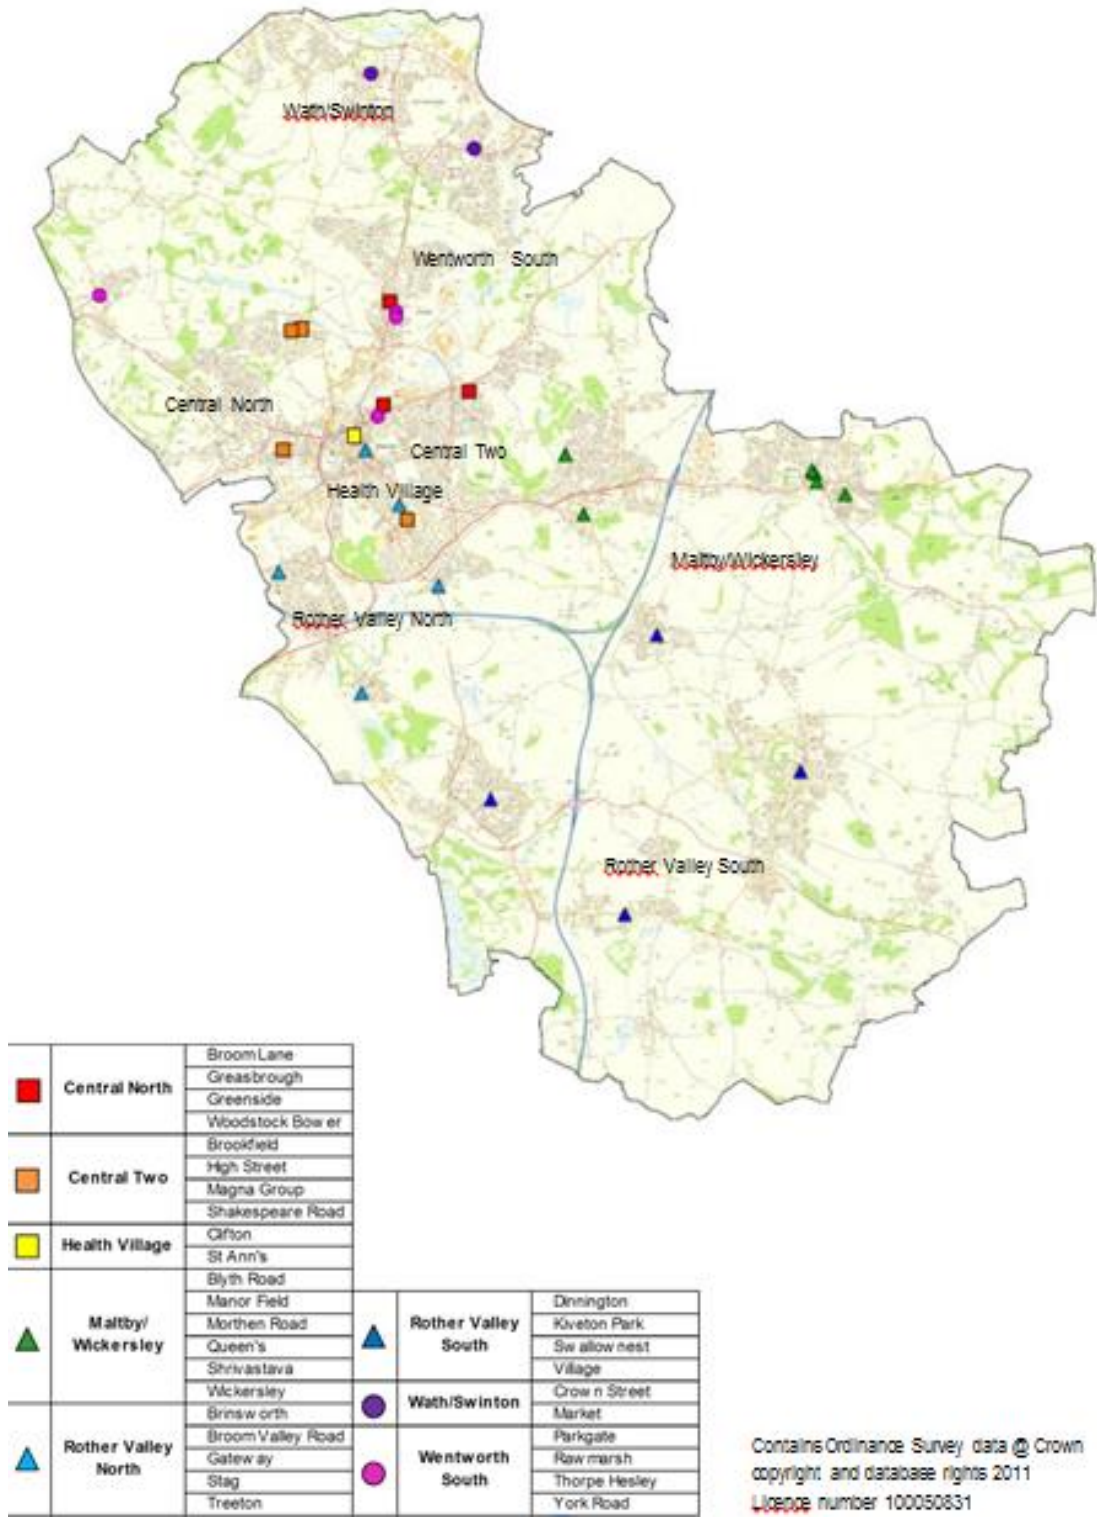 Wath/Swinton
Wentworth South
Central North
Central Two
Health Village
Maltby/Wickersley
Rother Valley North
Rother Valley South
Central North
Broom Lane
Greasbrough
Greenside
Woodstock Bower
Central Two
Brookfield
High Street
Magna Group
Shakespeare Road
Health Village
Clifton
St Ann's
Maltby/
Wickersley
Blyth Road
Manor Field
Morthen Road
Queen's
Shrivastava
Wickersley
Rother Valley
North
Brinsworth
Broom Valley Road
Gateway
Stag
Treeton
Rother Valley
South
Dinnington
Kiveton Park
Swallownest
Village
Wath/Swinton
Crown Street
Market
Wentworth
South
Parkgate
Rawmarsh
Thorpe Hesley
York Road
Contains Ordinance Survey data @ Crown
copyright and database rights 2011
Licence number 100050831